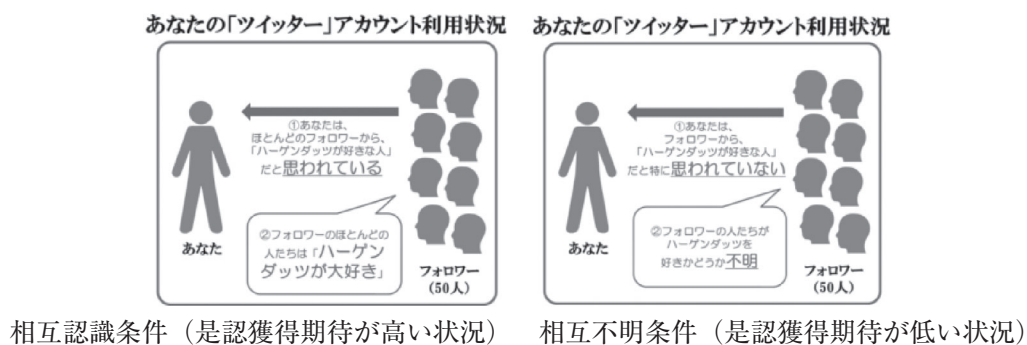 あなたの「ツイッター」アカウント利用状況
①あなたは、
ほとんどのフォロワーから、
「ハーゲンダッツが好きな人」
だと思われている
②フォロワーのほとんどの
人たちは「ハーゲン
ダッツが大好き」
あなた
フォロワー
(50人)
相互認識条件（是認獲得期待が高い状況）
あなたの「ツイッター」アカウント利用状況
①あなたは、
フォロワーから、
「ハーゲンダッツが好きな人」
だと特に思われていない
②フォロワーの人たちが
ハーゲンダッツを
好きかどうか不明
あなた
フォロワー
(50人)
相互不明条件（是認獲得期待が低い状況）